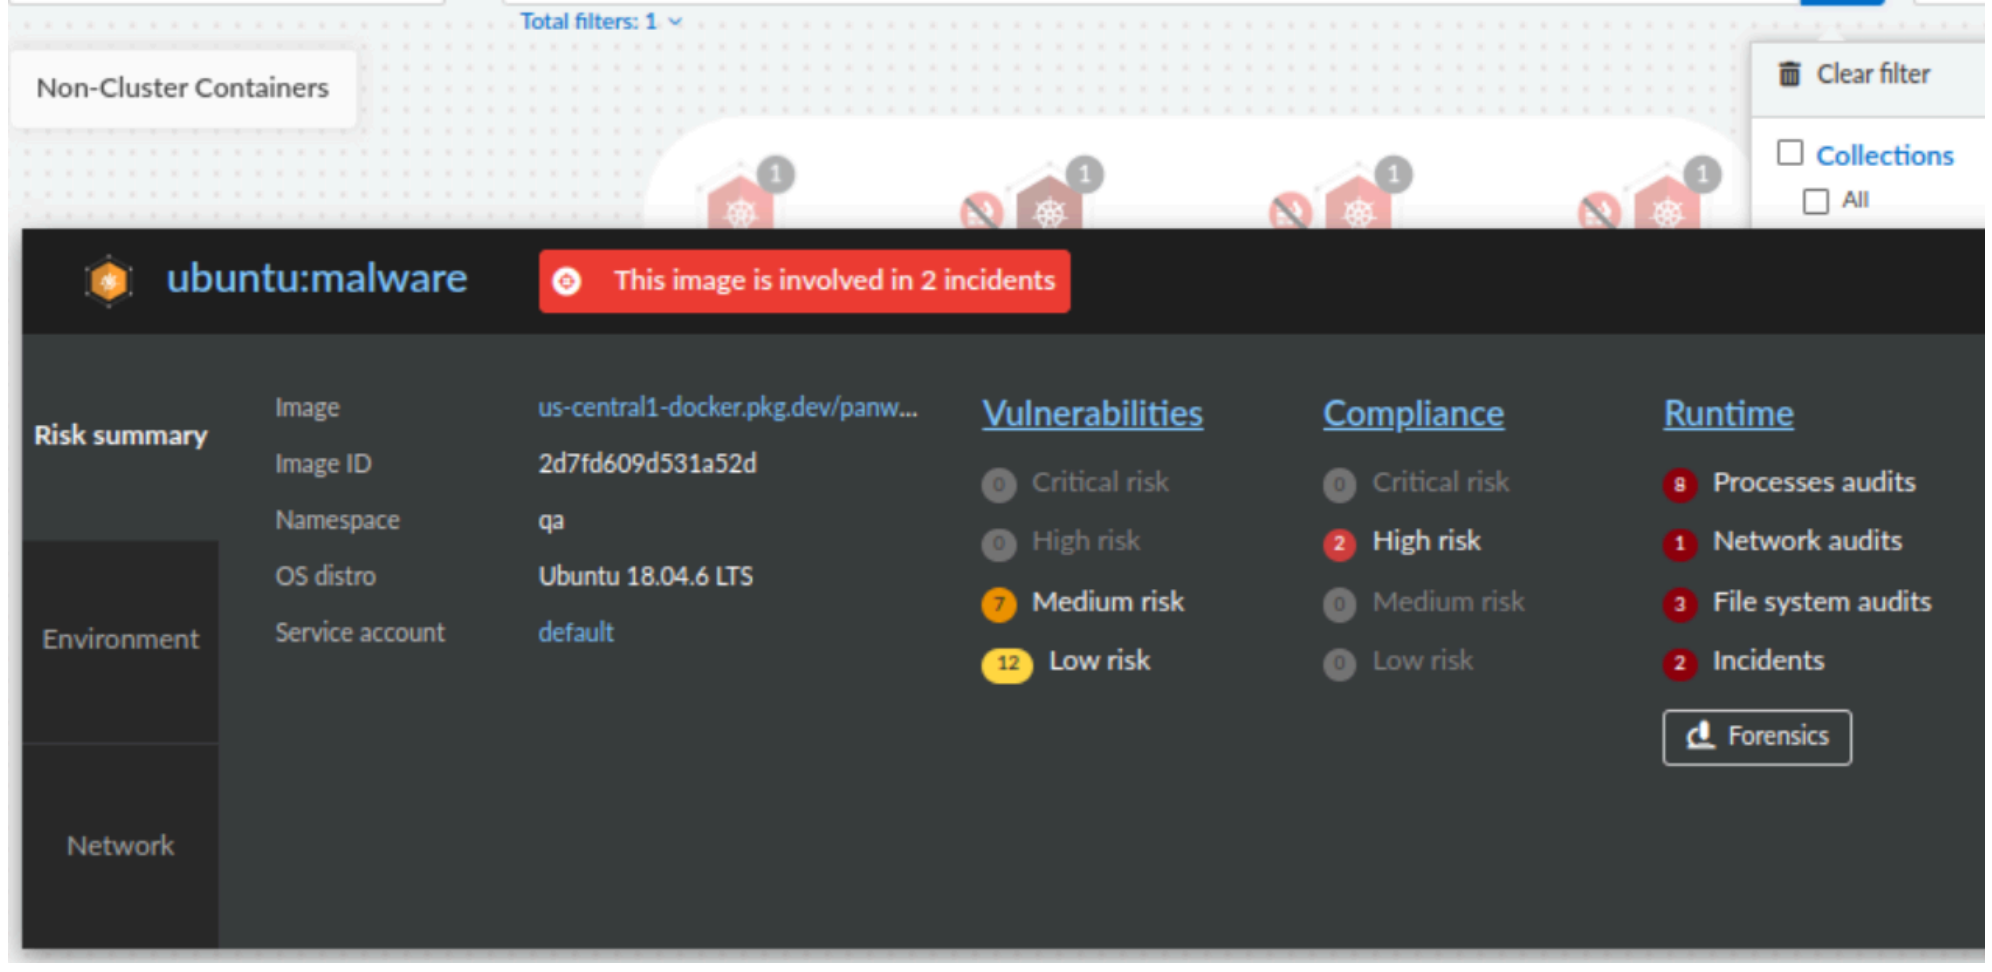 Total filters: 1
Non-Cluster Containers
Clear filter
Collections
All
1 1 1 1
ubuntu:malware
This image is involved in 2 incidents
Risk summary
Environment
Network
Image us-central1-docker.pkg.dev/panw...
Image ID 2d7fd609d531a52d
Namespace qa
OS distro Ubuntu 18.04.6 LTS
Service account default
Vulnerabilities
0 Critical risk
0 High risk
7 Medium risk
12 Low risk
Compliance
0 Critical risk
2 High risk
0 Medium risk
0 Low risk
Runtime
8 Processes audits
1 Network audits
3 File system audits
2 Incidents
Forensics